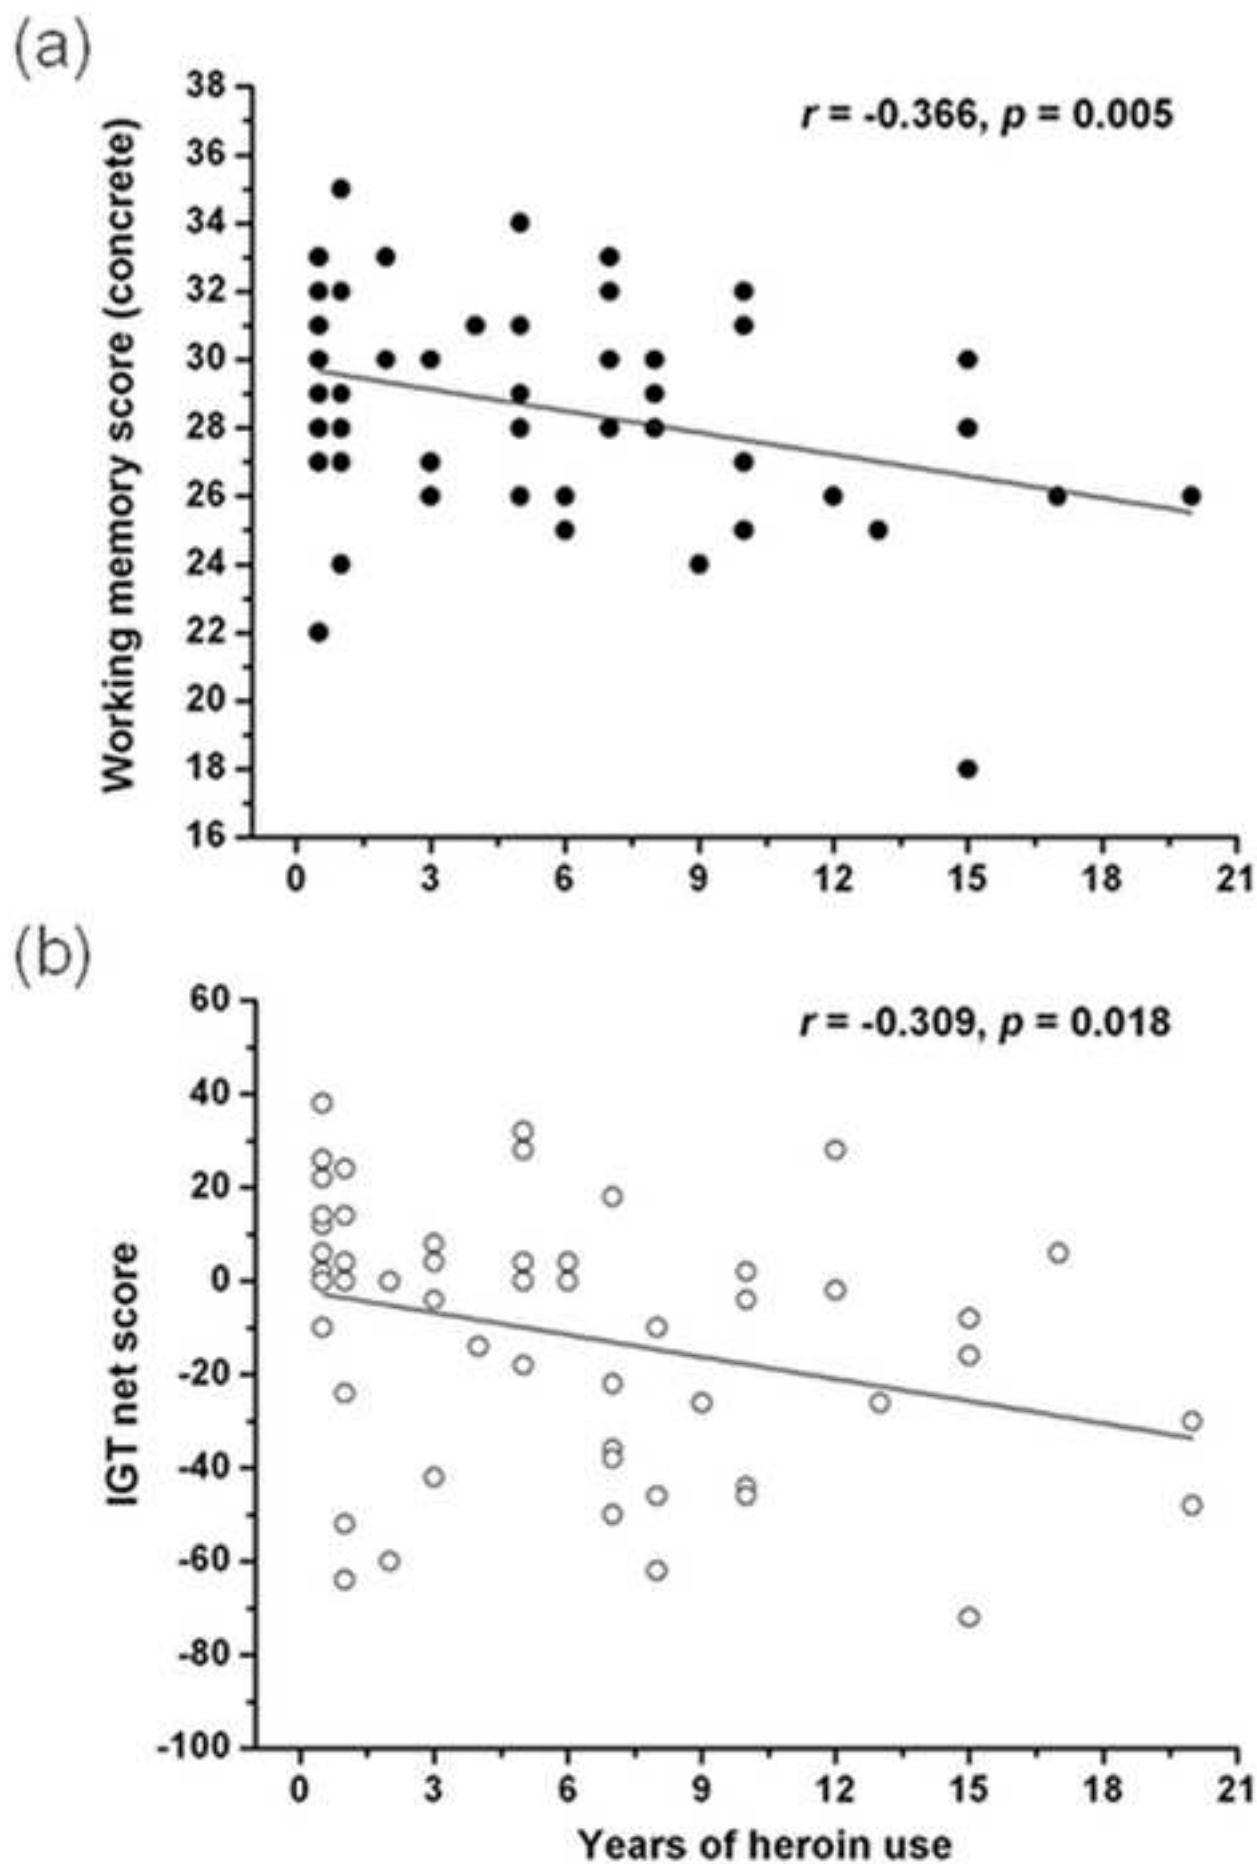 (a)
r = -0.366, p = 0.005
Working memory score (concrete)
38
36
34
32
30
28
26
24
22
20
18
16
0 3 6 9 12 15 18 21
(b)
r = -0.309, p = 0.018
IGT net score
60
40
20
0
-20
-40
-60
-80
-100
0 3 6 9 12 15 18 21
Years of heroin use